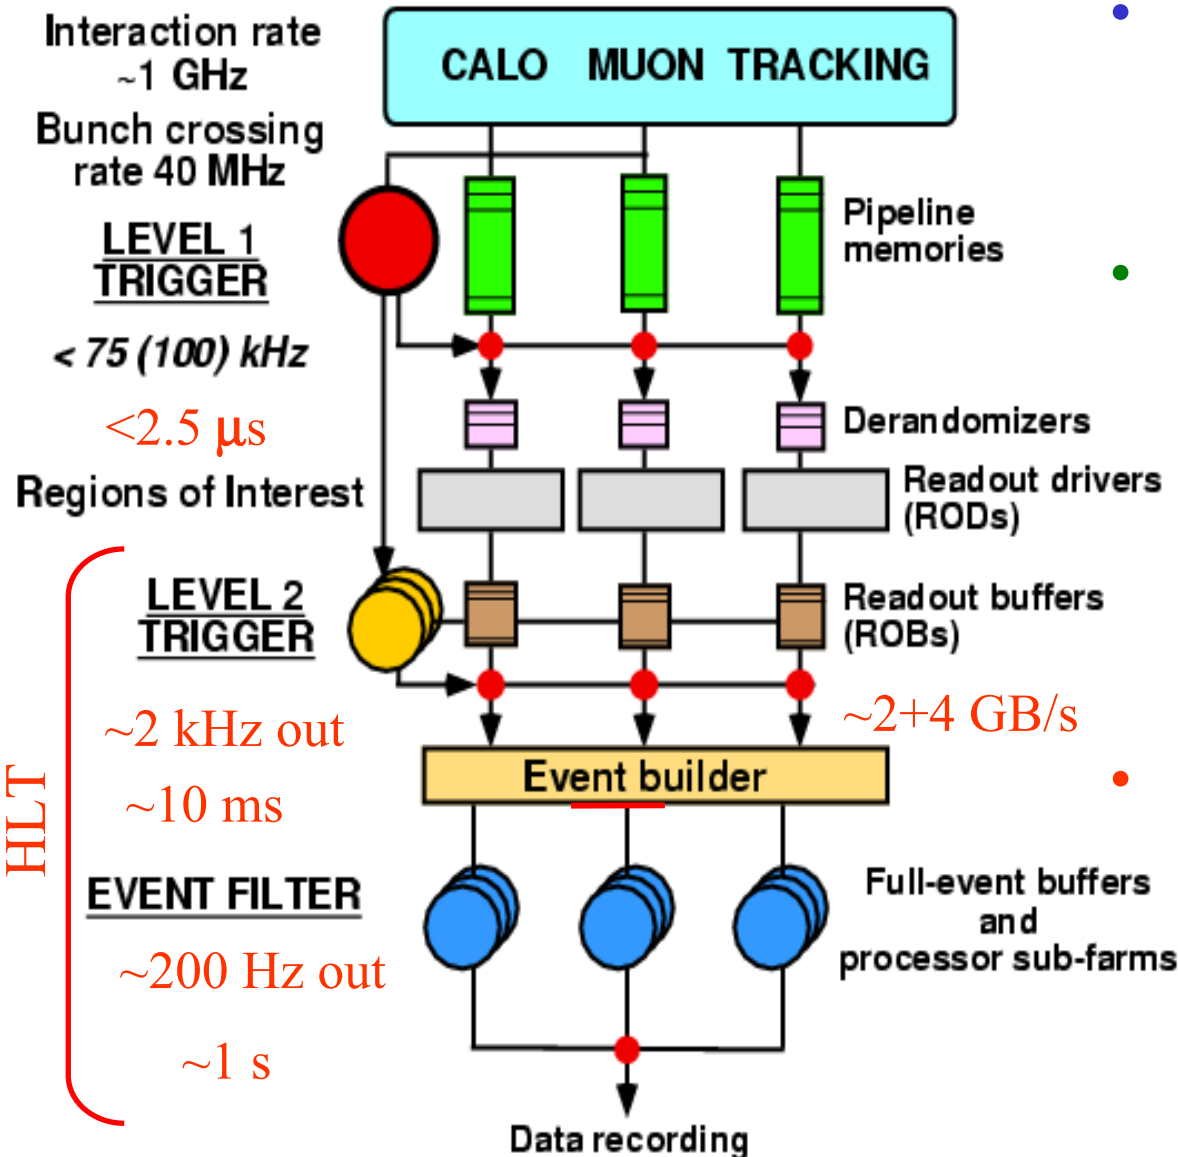 Interaction rate
~1 GHz
CALO MUON TRACKING
Bunch crossing
rate 40 MHz
LEVEL 1
TRIGGER
Pipeline
memories
< 75 (100) kHz
<2.5 μs
Derandomizers
Regions of Interest
Readout drivers
(RODs)
LEVEL 2
TRIGGER
Readout buffers
(ROBs)
~2 kHz out
~2+4 GB/s
~10 ms
Event builder
HLT
EVENT FILTER
Full-event buffers
and
processor sub-farms
~200 Hz out
~1 s
Data recording